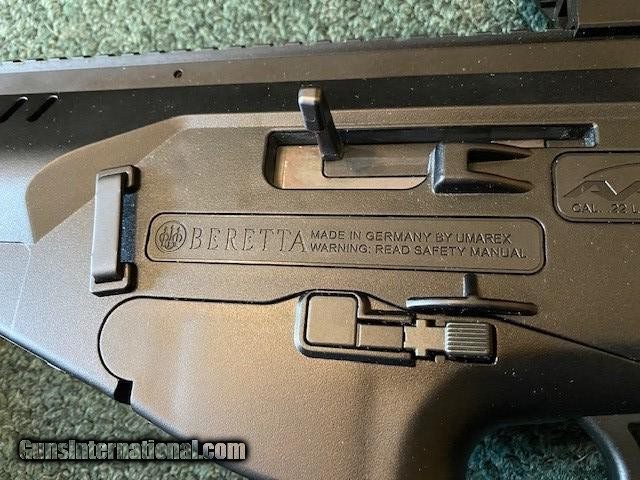 BERETTA
MADE IN GERMANY BY UMAREX
WARNING: READ SAFETY MANUAL
CAL. .22 L
GunsInternational.com